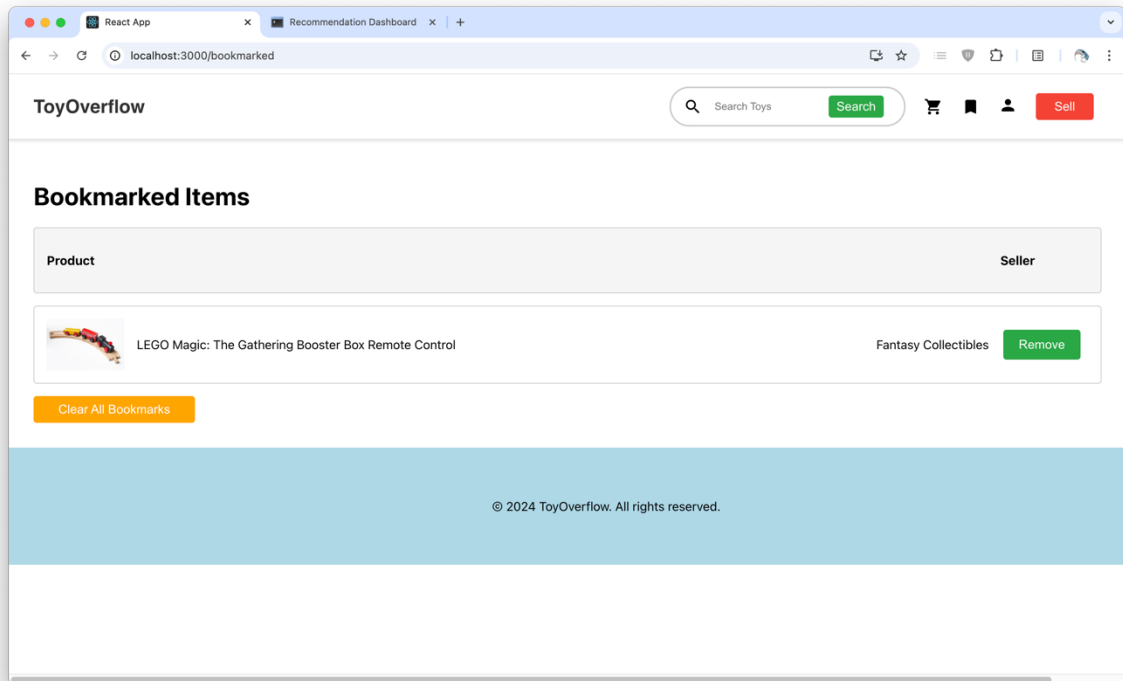 React App
Recommendation Dashboard
localhost:3000/bookmarked
ToyOverflow
Search Toys
Search
Sell
Bookmarked Items
Product
Seller
LEGO Magic: The Gathering Booster Box Remote Control
Fantasy Collectibles
Remove
Clear All Bookmarks
© 2024 ToyOverflow. All rights reserved.